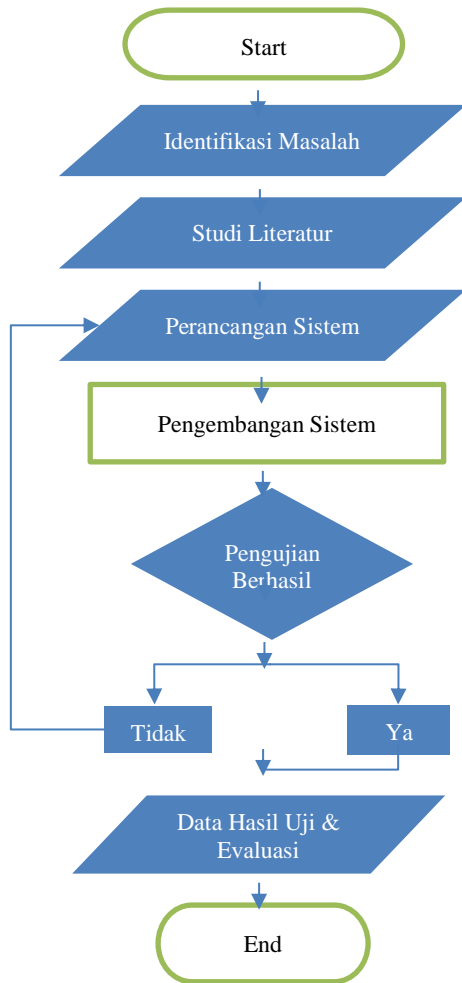 Start
Identifikasi Masalah
Studi Literatur
Perancangan Sistem
Pengembangan Sistem
Pengujian
Berhasil
Tidak
Ya
Data Hasil Uji &
Evaluasi
End